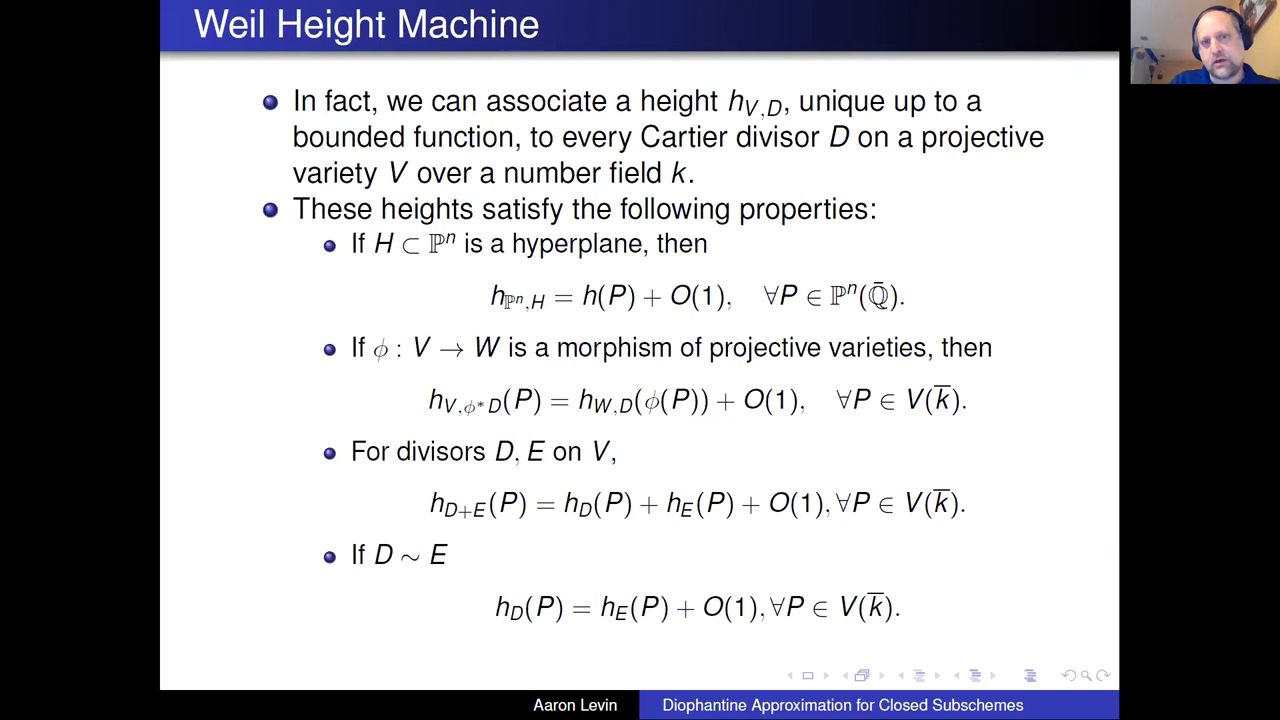 Weil Height Machine
In fact, we can associate a height h_{V,D}, unique up to a
bounded function, to every Cartier divisor D on a projective
variety V over a number field k.
These heights satisfy the following properties:
If H ⊂ ℙⁿ is a hyperplane, then
h_{ℙⁿ,H} = h(P) + O(1), ∀P ∈ ℙⁿ(ℚ̄).
If ϕ : V → W is a morphism of projective varieties, then
h_{V,ϕ*D}(P) = h_{W,D}(ϕ(P)) + O(1), ∀P ∈ V(k̄).
For divisors D, E on V,
h_{D+E}(P) = h_D(P) + h_E(P) + O(1), ∀P ∈ V(k̄).
If D ∼ E
h_D(P) = h_E(P) + O(1), ∀P ∈ V(k̄).
Aaron Levin Diophantine Approximation for Closed Subschemes